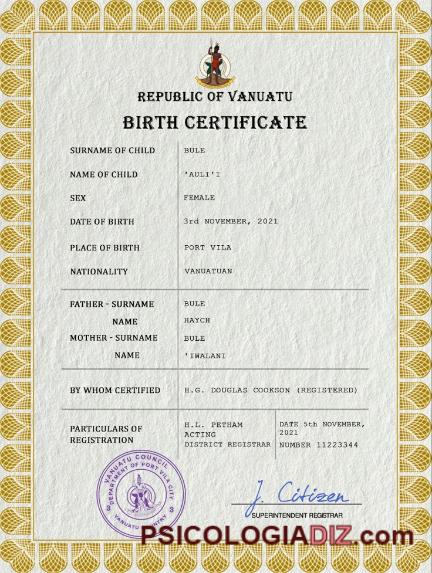 REPUBLIC OF VANUATU
BIRTH CERTIFICATE
SURNAME OF CHILD BULE
NAME OF CHILD 'AULI'I
SEX FEMALE
DATE OF BIRTH 3rd NOVEMBER, 2021
PLACE OF BIRTH PORT VILA
NATIONALITY VANUATUAN
FATHER - SURNAME BULE
NAME HAYCH
MOTHER - SURNAME BULE
NAME 'IWALANI
BY WHOM CERTIFIED H.G. DOUGLAS COOKSON (REGISTERED)
PARTICULARS OF
REGISTRATION
H.L. PETHAM
ACTING
DISTRICT REGISTRAR
DATE 5th NOVEMBER,
2021
NUMBER 11223344
VANUATU COUNCIL
DEPARTMENT OF PORT VILA CITY
J. Citizen
SUPERINTENDENT REGISTRAR
PSICOLOGIADIZ.com